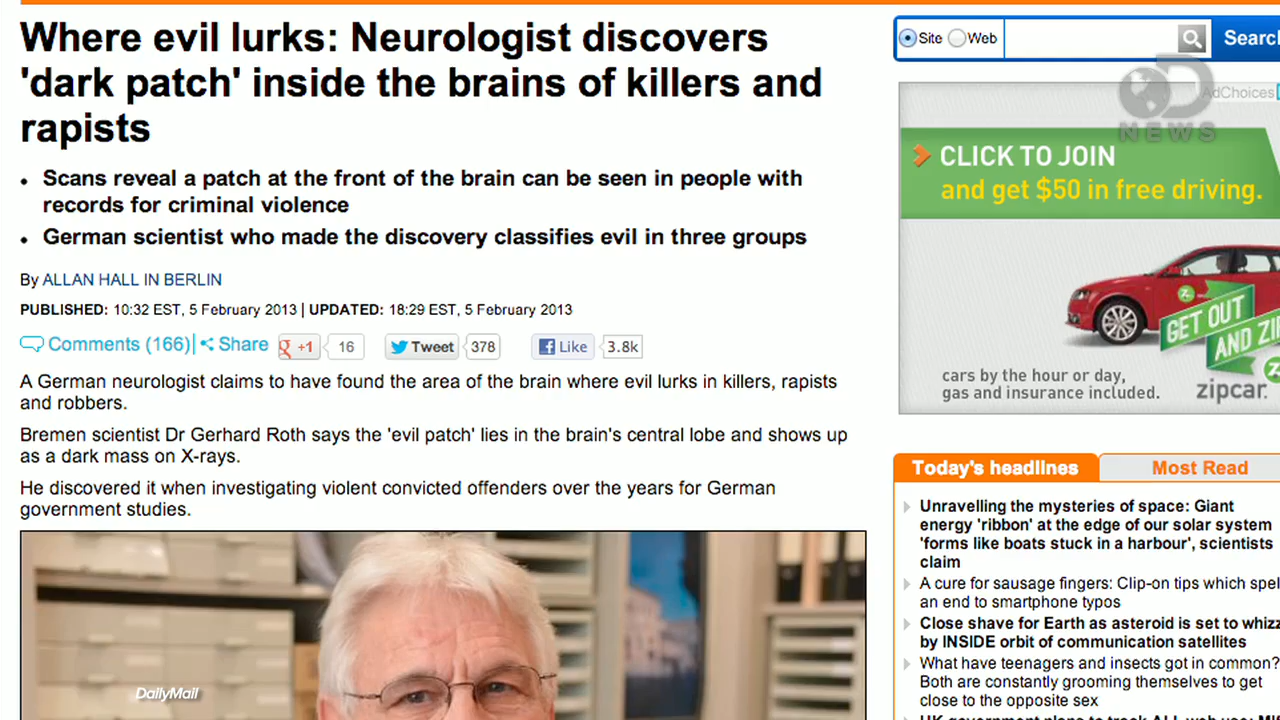 Where evil lurks: Neurologist discovers
'dark patch' inside the brains of killers and
rapists
Scans reveal a patch at the front of the brain can be seen in people with
records for criminal violence
German scientist who made the discovery classifies evil in three groups
By ALLAN HALL IN BERLIN
PUBLISHED: 10:32 EST, 5 February 2013 | UPDATED: 18:29 EST, 5 February 2013
Comments (166) Share +1 16 Tweet 378 Like 3.8k
A German neurologist claims to have found the area of the brain where evil lurks in killers, rapists
and robbers.
Bremen scientist Dr Gerhard Roth says the 'evil patch' lies in the brain's central lobe and shows up
as a dark mass on X-rays.
He discovered it when investigating violent convicted offenders over the years for German
government studies.
DailyMail
Site Web
AdChoices
D NEWS
CLICK TO JOIN
and get $50 in free driving.
GET OUT
AND
cars by the hour or day,
gas and insurance included.
zipcar.
Today's headlines Most Read
Unravelling the mysteries of space: Giant
energy 'ribbon' at the edge of our solar system
'forms like boats stuck in a harbour', scientists
claim
A cure for sausage fingers: Clip-on tips which
an end to smartphone typos
Close shave for Earth as asteroid is set to
by INSIDE orbit of communication satellites
What have teenagers and insects got in common?
Both are constantly grooming themselves to get
close to the opposite sex